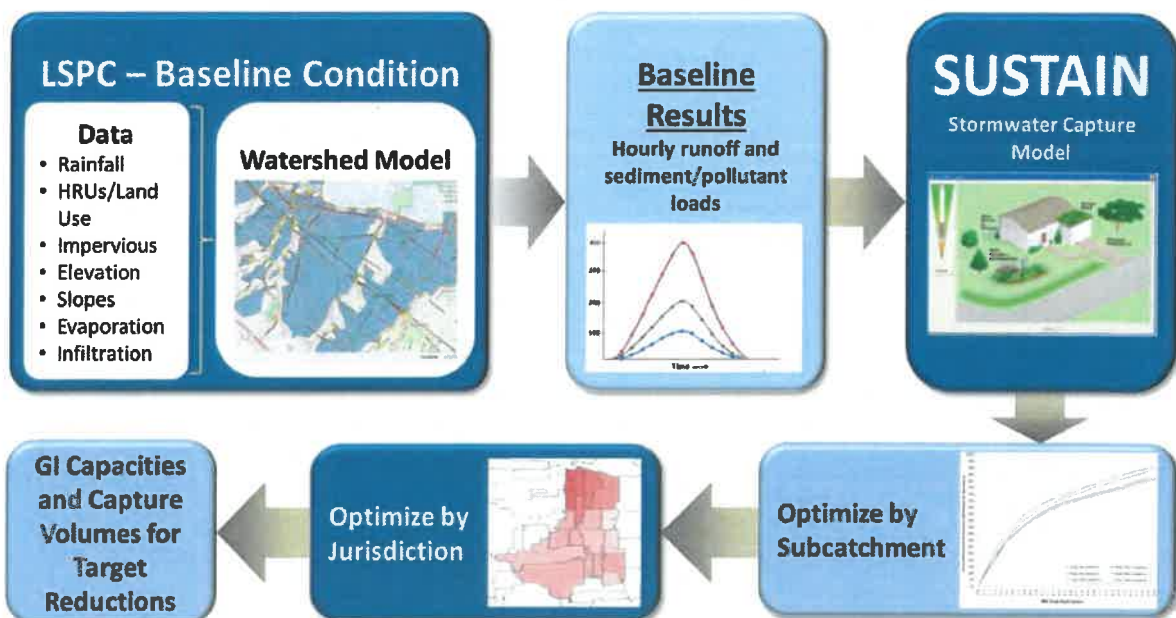 LSPC – Baseline Condition
Data
• Rainfall
• HRUs/Land
Use
• Impervious
• Elevation
• Slopes
• Evaporation
• Infiltration
Watershed Model
Baseline
Results
Hourly runoff and
sediment/pollutant
loads
Time
SUSTAIN
Stormwater Capture
Model
GI Capacities
and Capture
Volumes for
Target
Reductions
Optimize by
Jurisdiction
Optimize by
Subcatchment